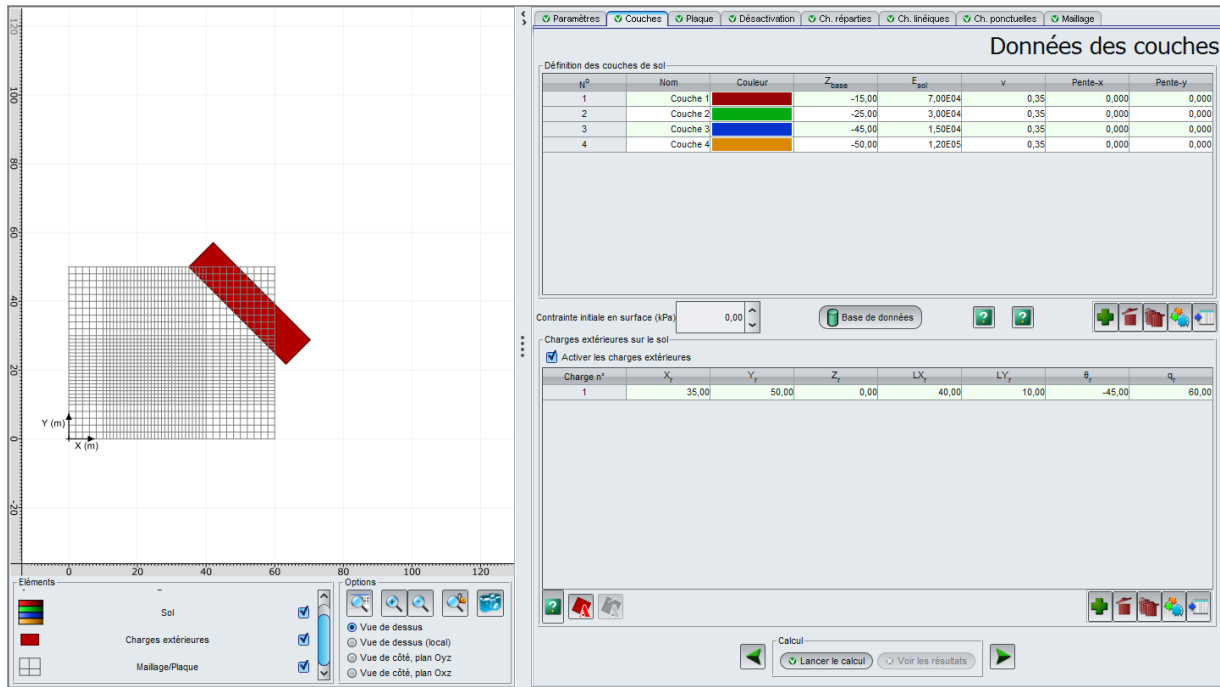 Paramètres Couches Plaque Désactivation Ch. réparties Ch. linéiques Ch. ponctuelles Maillage
Données des couches
Définition des couches de sol
N° Nom Couleur Zbase Esol ν Pente-x Pente-y
1 Couche 1 -15,00 7,00E04 0,35 0,000 0,000
2 Couche 2 -25,00 3,00E04 0,35 0,000 0,000
3 Couche 3 -45,00 1,50E04 0,35 0,000 0,000
4 Couche 4 -50,00 1,20E05 0,35 0,000 0,000
Contrainte initiale en surface (kPa) 0,00 Base de données ? ?
Charges extérieures sur le sol
Activer les charges extérieures
Charge n° Xr Yr Zr LXr LYr θr qr
1 35,00 50,00 0,00 40,00 10,00 -45,00 60,00
?
Calcul
Lancer le calcul Voir les résultats
120
100
80
60
40
20
0
-20
Y (m)
X (m)
0 20 40 60 80 100 120
Eléments
Sol
Charges extérieures
Maillage/Plaque
Options
Vue de dessus
Vue de dessus (local)
Vue de côté, plan Oyz
Vue de côté, plan Oxz